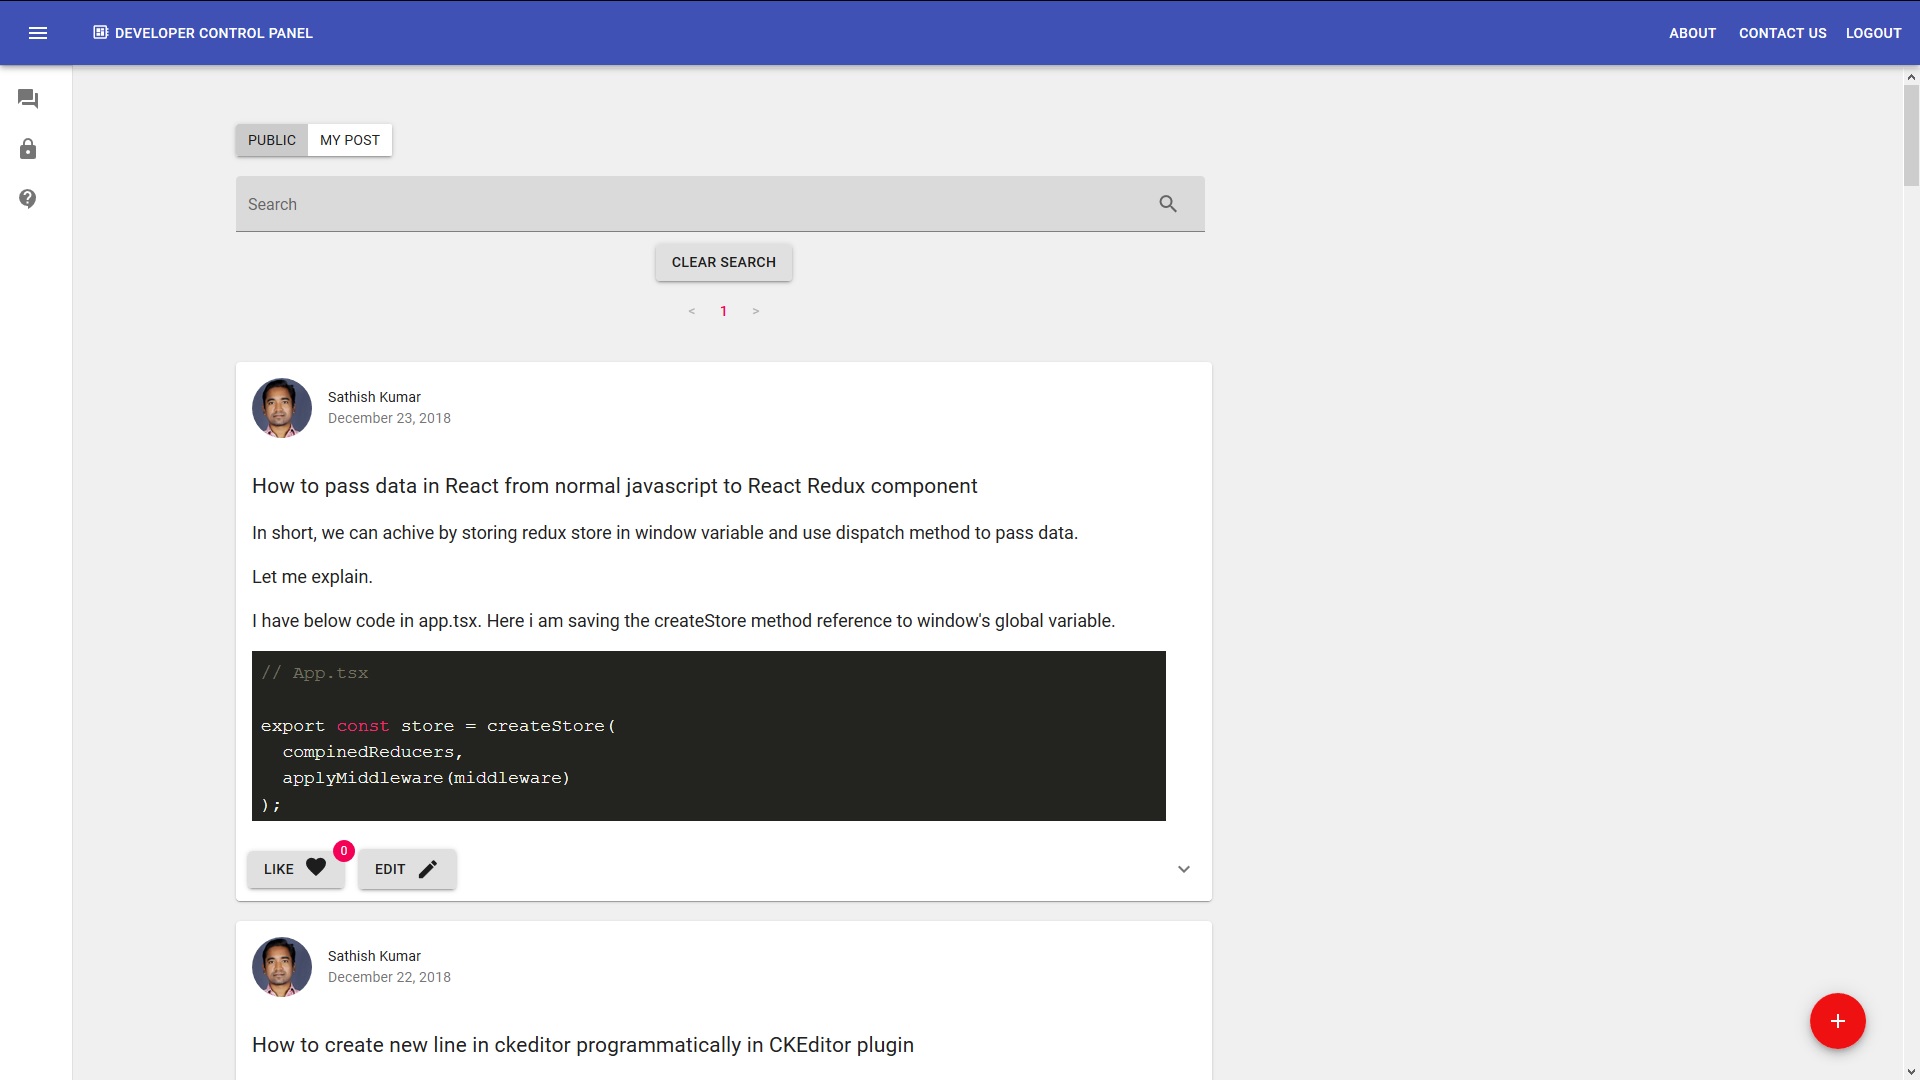 DEVELOPER CONTROL PANEL
ABOUT CONTACT US LOGOUT
PUBLIC MY POST
Search
CLEAR SEARCH
< 1 >
Sathish Kumar
December 23, 2018
How to pass data in React from normal javascript to React Redux component
In short, we can achive by storing redux store in window variable and use dispatch method to pass data.
Let me explain.
I have below code in app.tsx. Here i am saving the createStore method reference to window's global variable.
// App.tsx
export const store = createStore(
compinedReducers,
applyMiddleware(middleware)
);
LIKE 0 EDIT
Sathish Kumar
December 22, 2018
How to create new line in ckeditor programmatically in CKEditor plugin